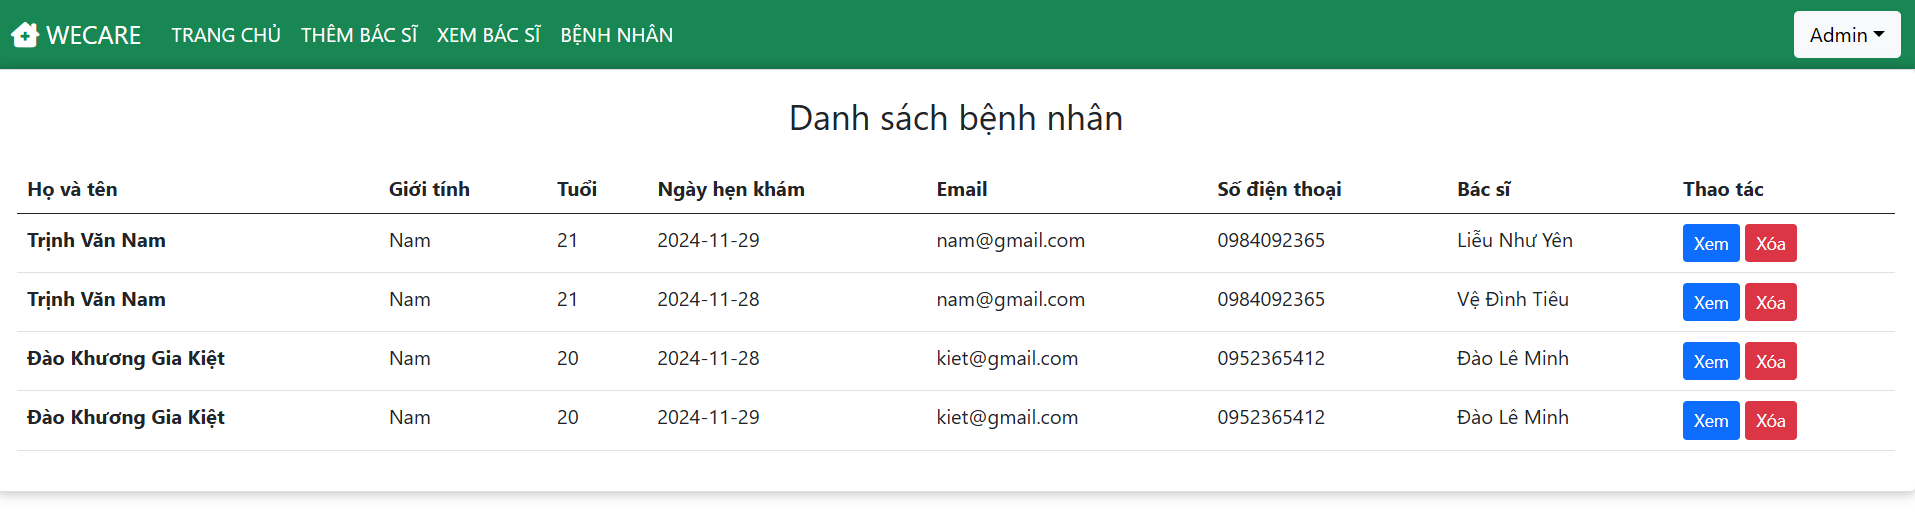 WECARE TRANG CHỦ THÊM BÁC SĨ XEM BÁC SĨ BỆNH NHÂN Admin
Danh sách bệnh nhân
Họ và tên Giới tính Tuổi Ngày hẹn khám Email Số điện thoại Bác sĩ Thao tác
Trịnh Văn Nam Nam 21 2024-11-29 nam@gmail.com 0984092365 Liễu Như Yên Xem Xóa
Trịnh Văn Nam Nam 21 2024-11-28 nam@gmail.com 0984092365 Vệ Đình Tiêu Xem Xóa
Đào Khương Gia Kiệt Nam 20 2024-11-28 kiet@gmail.com 0952365412 Đào Lê Minh Xem Xóa
Đào Khương Gia Kiệt Nam 20 2024-11-29 kiet@gmail.com 0952365412 Đào Lê Minh Xem Xóa